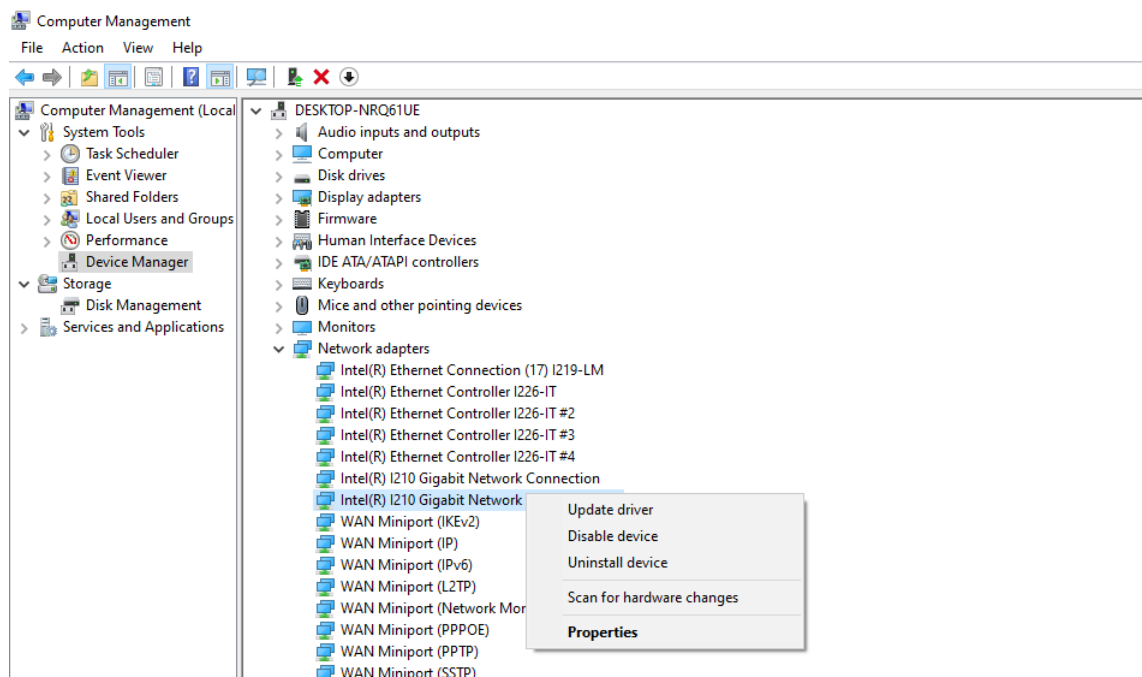 Computer Management
File Action View Help
Computer Management (Local
System Tools
Task Scheduler
Event Viewer
Shared Folders
Local Users and Groups
Performance
Device Manager
Storage
Disk Management
Services and Applications
DESKTOP-NRQ61UE
Audio inputs and outputs
Computer
Disk drives
Display adapters
Firmware
Human Interface Devices
IDE ATA/ATAPI controllers
Keyboards
Mice and other pointing devices
Monitors
Network adapters
Intel(R) Ethernet Connection (17) I219-LM
Intel(R) Ethernet Controller I226-IT
Intel(R) Ethernet Controller I226-IT #2
Intel(R) Ethernet Controller I226-IT #3
Intel(R) Ethernet Controller I226-IT #4
Intel(R) I210 Gigabit Network Connection
Intel(R) I210 Gigabit Network
WAN Miniport (IKEv2)
WAN Miniport (IP)
WAN Miniport (IPv6)
WAN Miniport (L2TP)
WAN Miniport (Network Mor
WAN Miniport (PPPOE)
WAN Miniport (PPTP)
WAN Miniport (SSTP)
Update driver
Disable device
Uninstall device
Scan for hardware changes
Properties